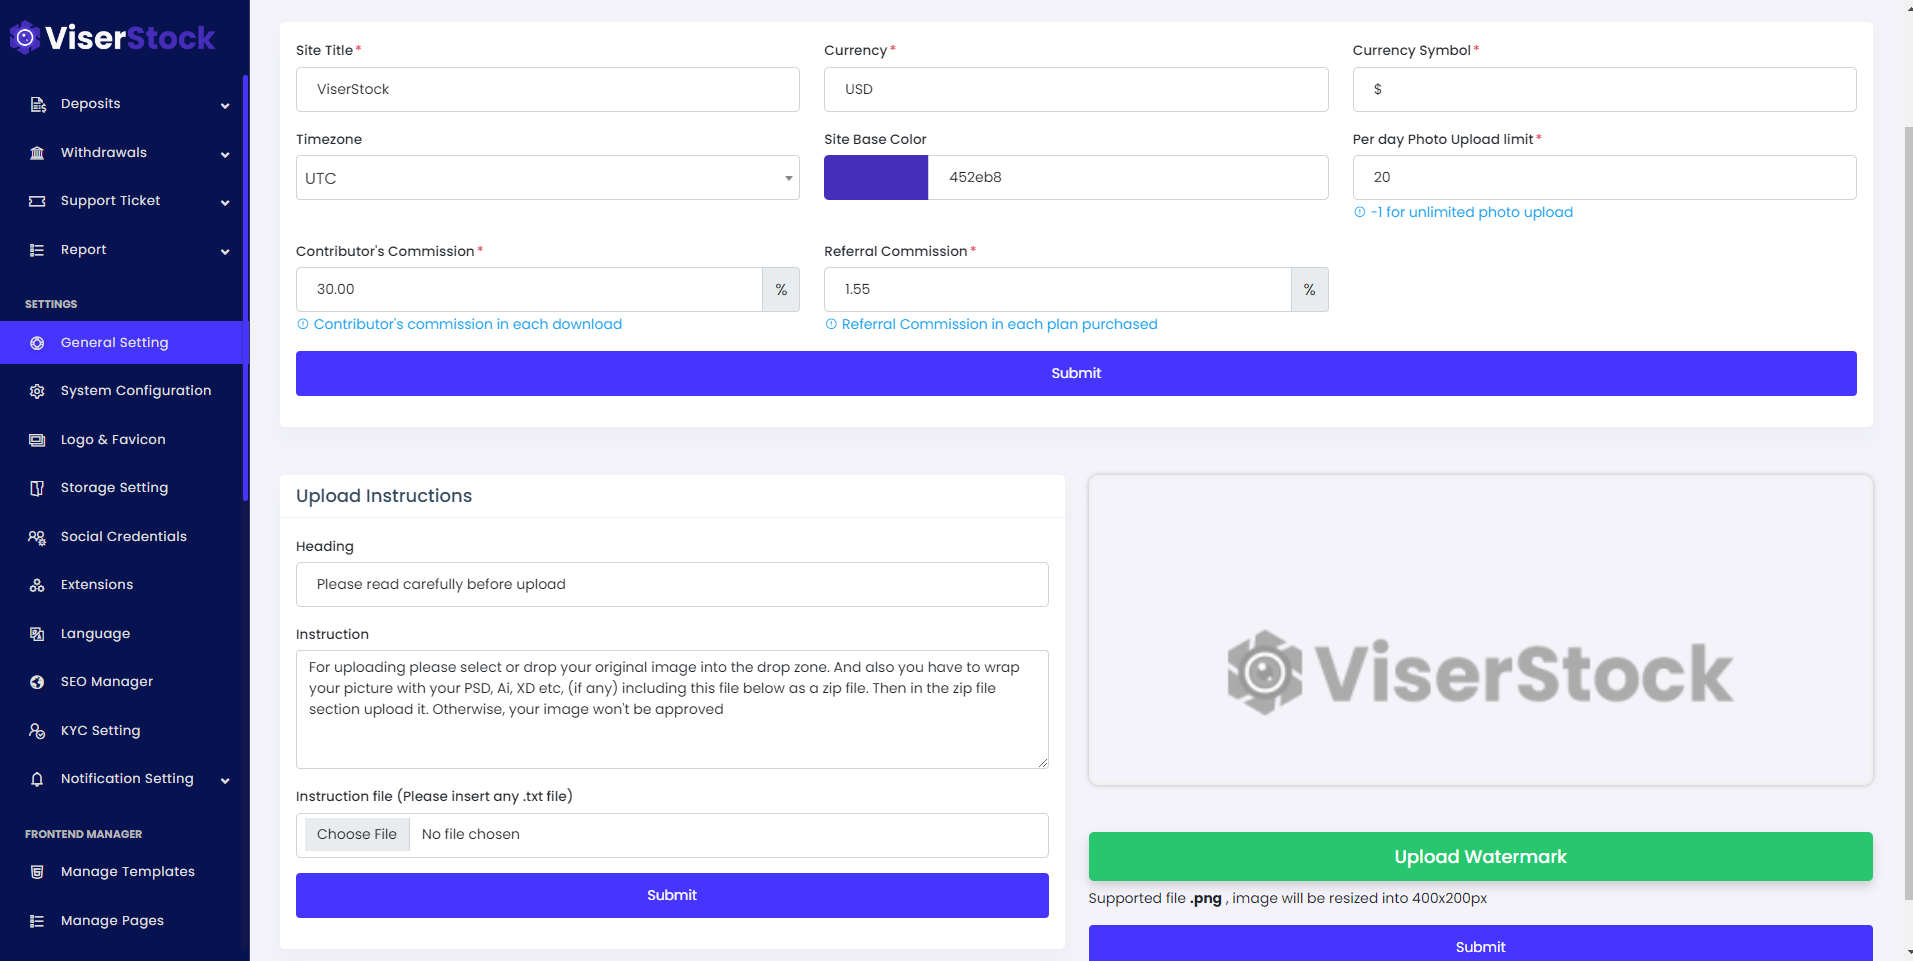 ViserStock
Deposits
Withdrawals
Support Ticket
Report
SETTINGS
General Setting
System Configuration
Logo & Favicon
Storage Setting
Social Credentials
Extensions
Language
SEO Manager
KYC Setting
Notification Setting
FRONTEND MANAGER
Manage Templates
Manage Pages
Site Title *
ViserStock
Currency *
USD
Currency Symbol *
$
Timezone
UTC
Site Base Color
452eb8
Per day Photo Upload limit *
20
-1 for unlimited photo upload
Contributor's Commission *
30.00 %
Contributor's commission in each download
Referral Commission *
1.55 %
Referral Commission in each plan purchased
Submit
Upload Instructions
Heading
Please read carefully before upload
Instruction
For uploading please select or drop your original image into the drop zone. And also you have to wrap
your picture with your PSD, Ai, XD etc, (if any) including this file below as a zip file. Then in the zip file
section upload it. Otherwise, your image won't be approved
Instruction file (Please insert any .txt file)
Choose File No file chosen
Submit
ViserStock
Upload Watermark
Supported file .png , image will be resized into 400x200px
Submit